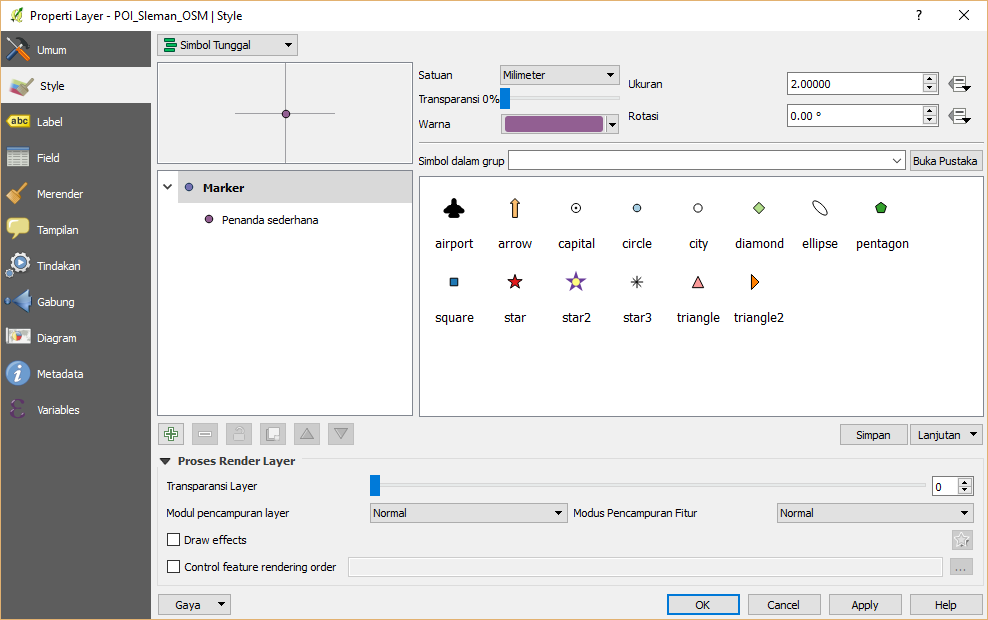 Properti Layer - POI_Sleman_OSM | Style
?
Umum
Style
abc Label
Field
Merender
Tampilan
Tindakan
Gabung
Diagram
Metadata
Variables
Simbol Tunggal
Satuan Milimeter
Transparansi 0%
Warna
Ukuran 2.00000
Rotasi 0.00 °
Simbol dalam grup Buka Pustaka
Marker
Penanda sederhana
airport arrow capital circle city diamond ellipse pentagon
square star star2 star3 triangle triangle2
Simpan Lanjutan
Proses Render Layer
Transparansi Layer 0
Modul pencampuran layer Normal Modus Pencampuran Fitur Normal
Draw effects
Control feature rendering order ...
Gaya OK Cancel Apply Help